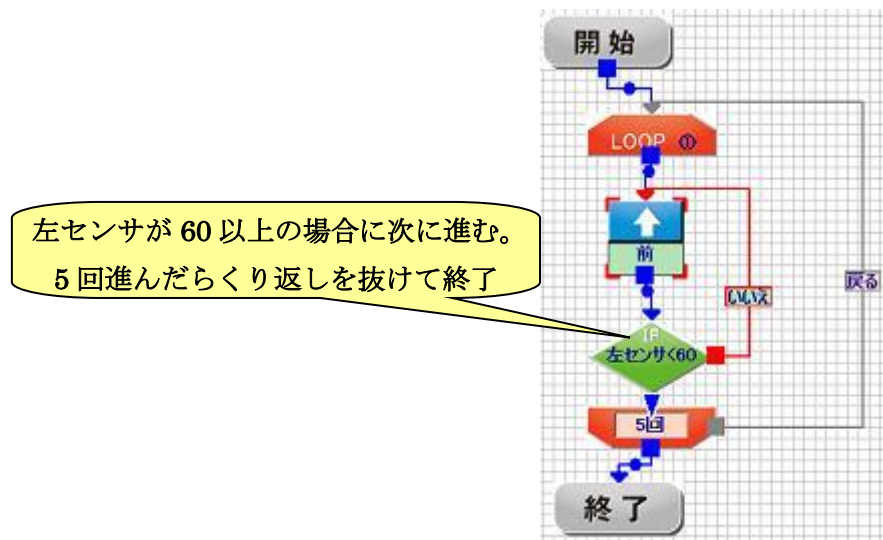 開始
LOOP ①
左センサが 60 以上の場合に次に進む。
5 回進んだらくり返しを抜けて終了
前
いいえ
戻る
IF
左センサ<60
5回
終了